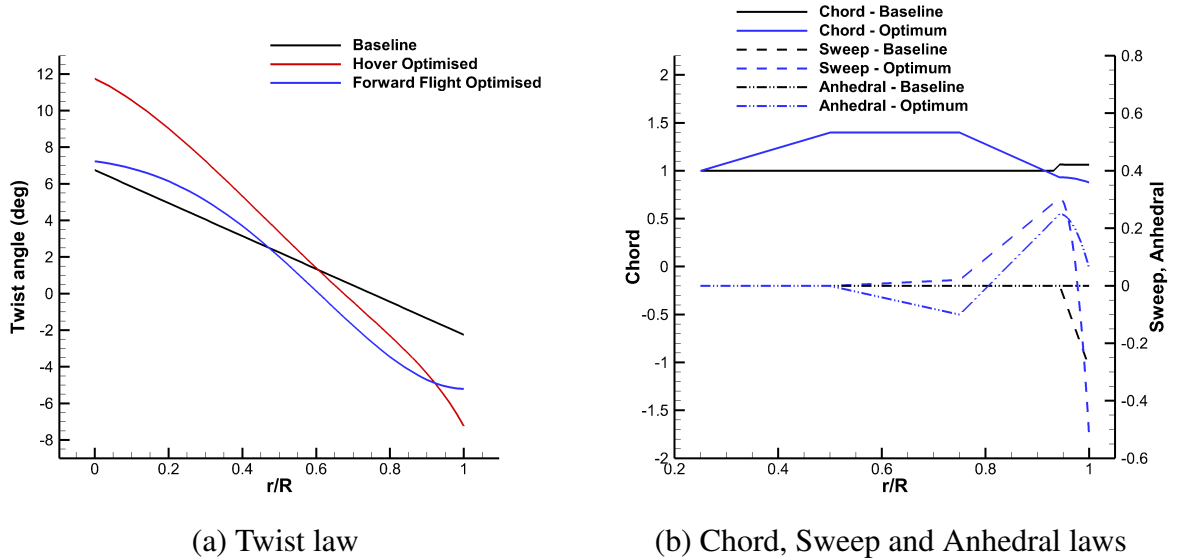 Baseline
Hover Optimised
Forward Flight Optimised
12
10
8
6
4
2
0
-2
-4
-6
-8
Twist angle (deg)
0 0.2 0.4 0.6 0.8 1
r/R
(a) Twist law
Chord - Baseline
Chord - Optimum
Sweep - Baseline
Sweep - Optimum
Anhedral - Baseline
Anhedral - Optimum
2
1.5
1
0.5
0
-0.5
-1
-1.5
-2
Chord
0.8
0.6
0.4
0.2
0
-0.2
-0.4
-0.6
Sweep, Anhedral
0.2 0.4 0.6 0.8 1
r/R
(b) Chord, Sweep and Anhedral laws